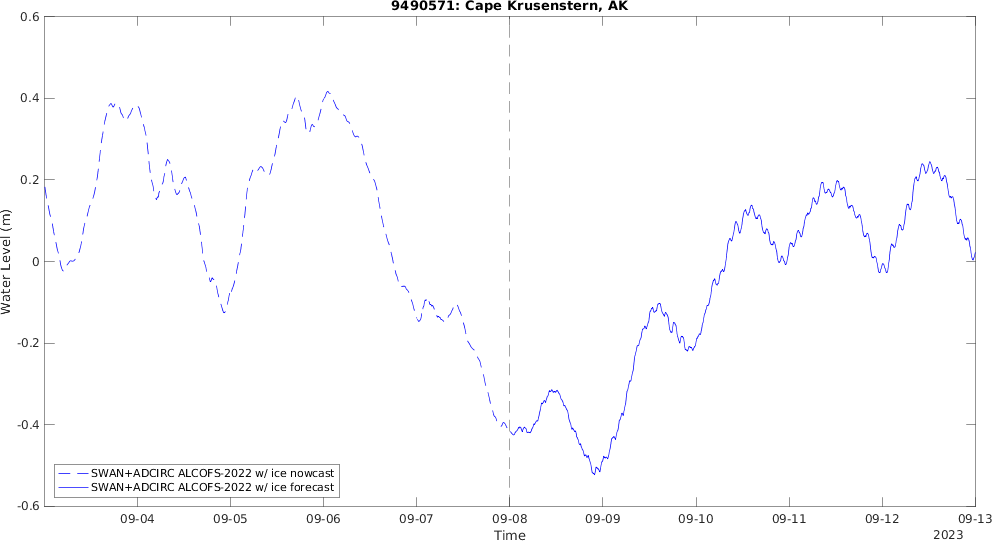 9490571: Cape Krusenstern, AK
0.6
0.4
0.2
0
-0.2
-0.4
-0.6
Water Level (m)
SWAN+ADCIRC ALCOFS-2022 w/ ice nowcast
SWAN+ADCIRC ALCOFS-2022 w/ ice forecast
09-04 09-05 09-06 09-07 09-08 09-09 09-10 09-11 09-12 09-13
Time
2023